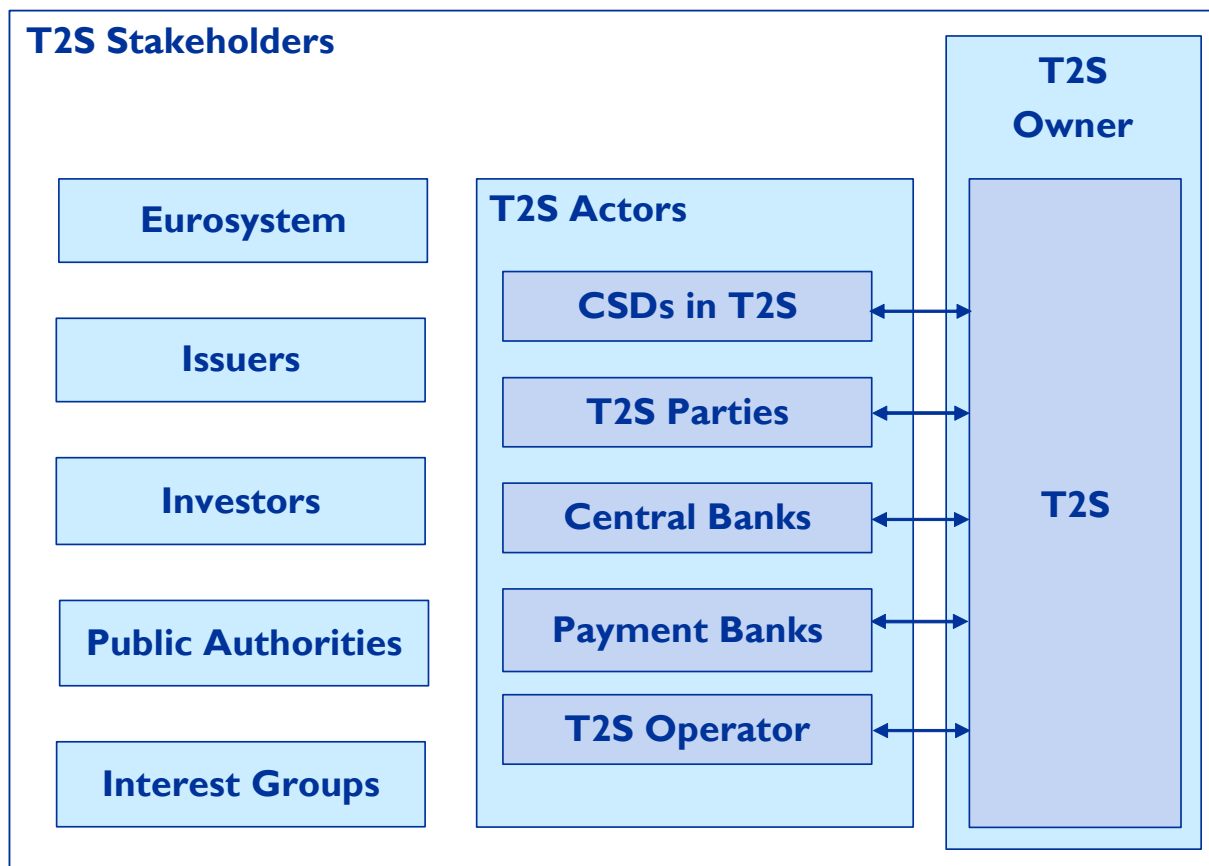 T2S Stakeholders
T2S
Owner
Eurosystem
Issuers
Investors
Public Authorities
Interest Groups
T2S Actors
CSDs in T2S
T2S Parties
Central Banks
Payment Banks
T2S Operator
T2S